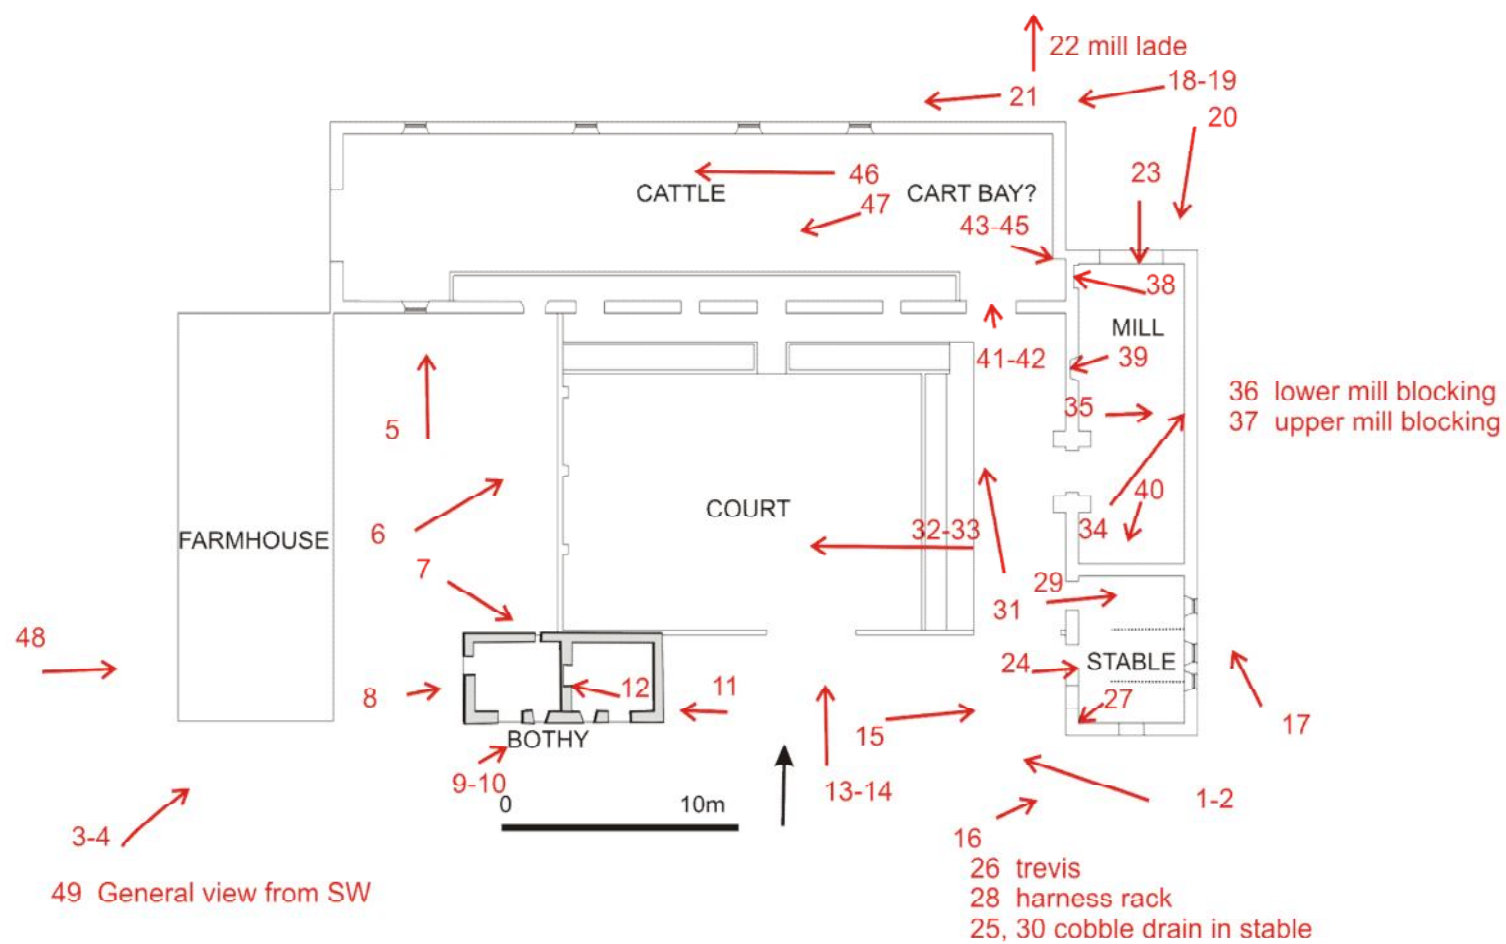 22 mill lade
18-19
21
20
23
46
CATTLE
CART BAY?
47
43-45
38
MILL
41-42
39
36 lower mill blocking
35
37 upper mill blocking
5
40
COURT
6
32-33
34
FARMHOUSE
7
29
31
48
24
STABLE
12
11
8
27
15
17
BOTHY
9-10
13-14
1-2
0
10m
3-4
16
26 trevis
49 General view from SW
28 harness rack
25, 30 cobble drain in stable